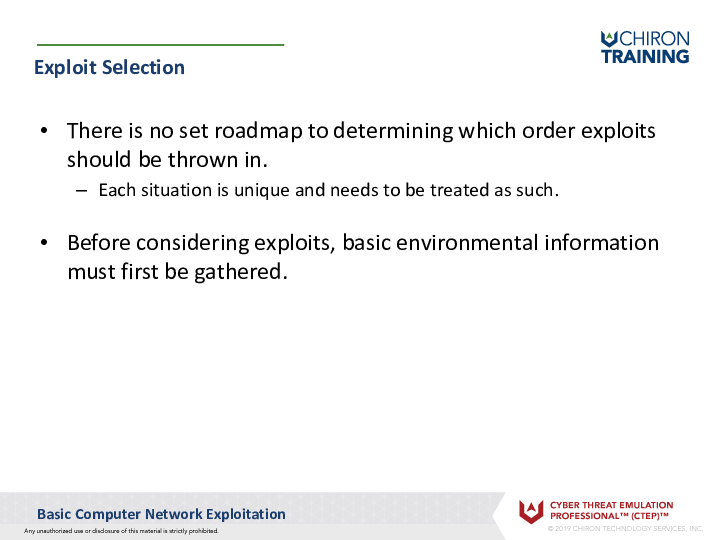 CHIRON
TRAINING
Exploit Selection
• There is no set roadmap to determining which order exploits
should be thrown in.
– Each situation is unique and needs to be treated as such.
• Before considering exploits, basic environmental information
must first be gathered.
Basic Computer Network Exploitation
Any unauthorized use or disclosure of this material is strictly prohibited.
CYBER THREAT EMULATION
PROFESSIONAL™ (CTEP)™
© 2019 CHIRON TECHNOLOGY SERVICES, INC.